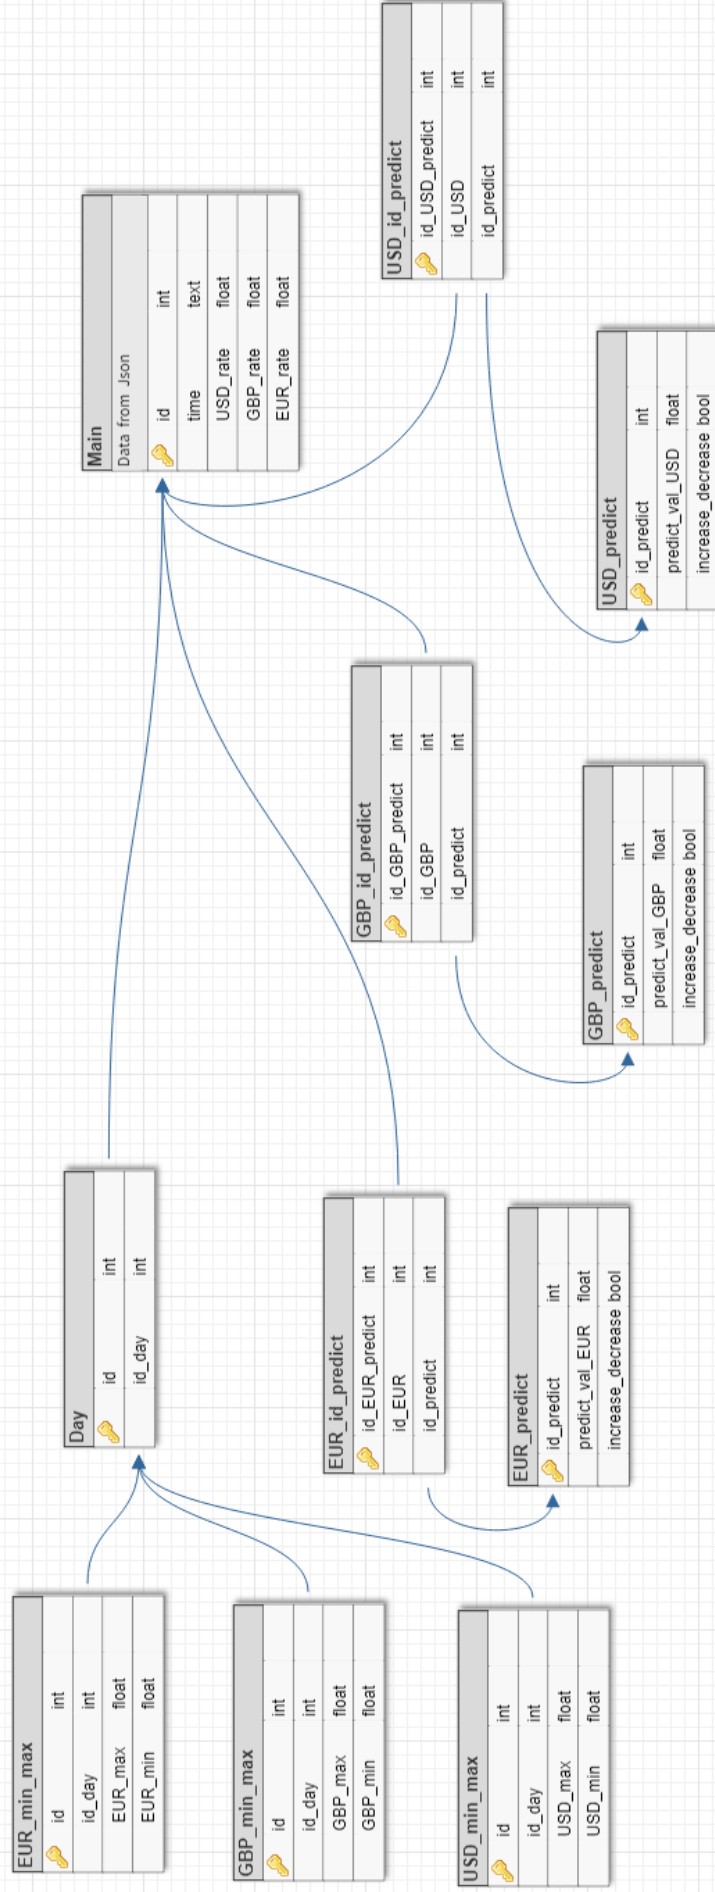 EUR_min_max
id int
id_day int
EUR_max float
EUR_min float
GBP_min_max
id int
id_day int
GBP_max float
GBP_min float
USD_min_max
id int
id_day int
USD_max float
USD_min float
Day
id int
id_day int
EUR_id_predict
id_EUR_predict int
id_EUR int
id_predict int
EUR_predict
id_predict int
predict_val_EUR float
increase_decrease bool
GBP_id_predict
id_GBP_predict int
id_GBP int
id_predict int
GBP_predict
id_predict int
predict_val_GBP float
increase_decrease bool
Main
Data from Json
id int
time text
USD_rate float
GBP_rate float
EUR_rate float
USD_id_predict
id_USD_predict int
id_USD int
id_predict int
USD_predict
id_predict int
predict_val_USD float
increase_decrease bool